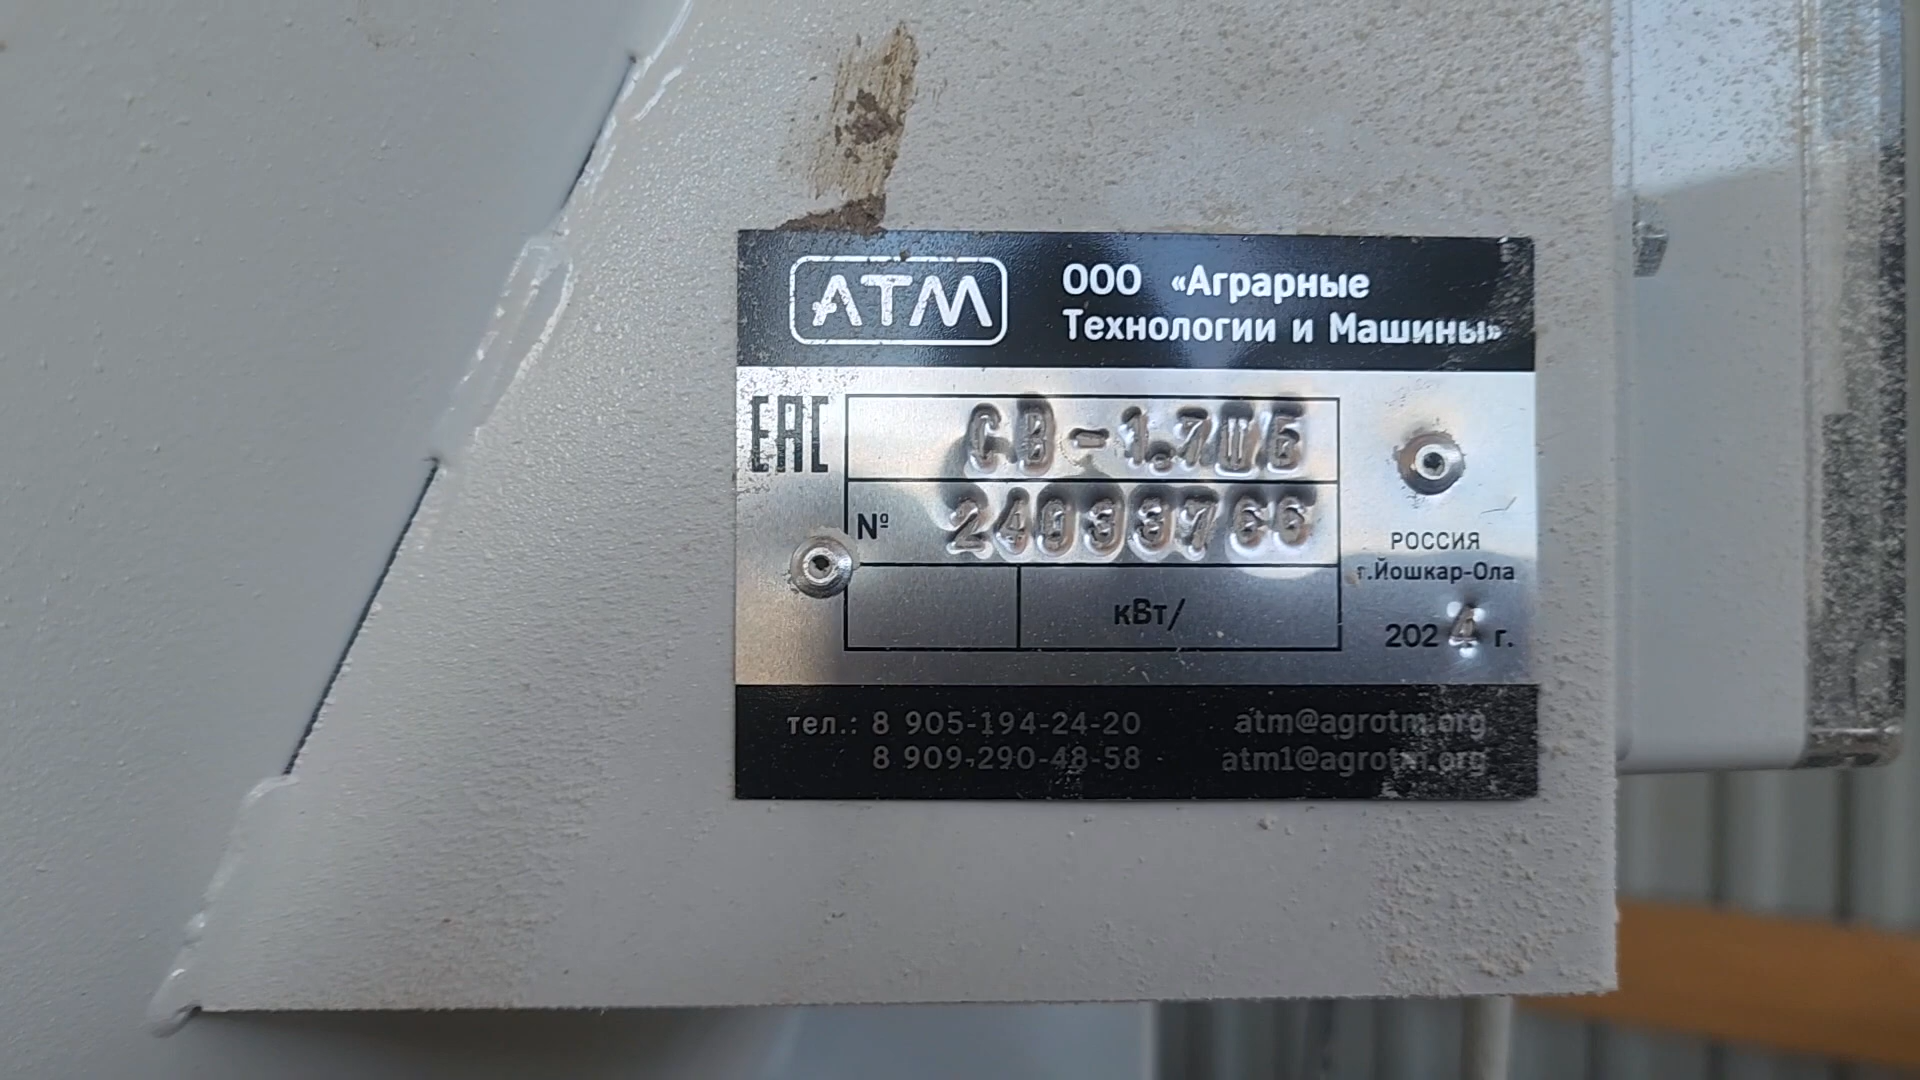 АТМ
ООО «Аграрные
Технологии и Машины»
ЕАС
СВ-1.7ШБ
№ 24033766
РОССИЯ
г.Йошкар-Ола
кВт/
2024 г.
тел.: 8 905-194-24-20
atm@agrotm.org
8 909-290-48-58
atm1@agrotm.org